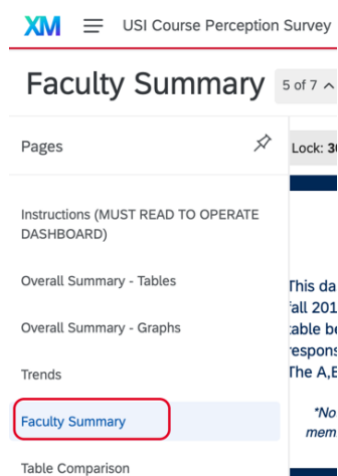 XM USI Course Perception Survey
Faculty Summary 5 of 7
Pages
Lock:
Instructions (MUST READ TO OPERATE
DASHBOARD)
Overall Summary - Tables
This da
fall 201
Overall Summary - Graphs
table be
respons
Trends
The A,E
Faculty Summary
*No
mem
Table Comparison